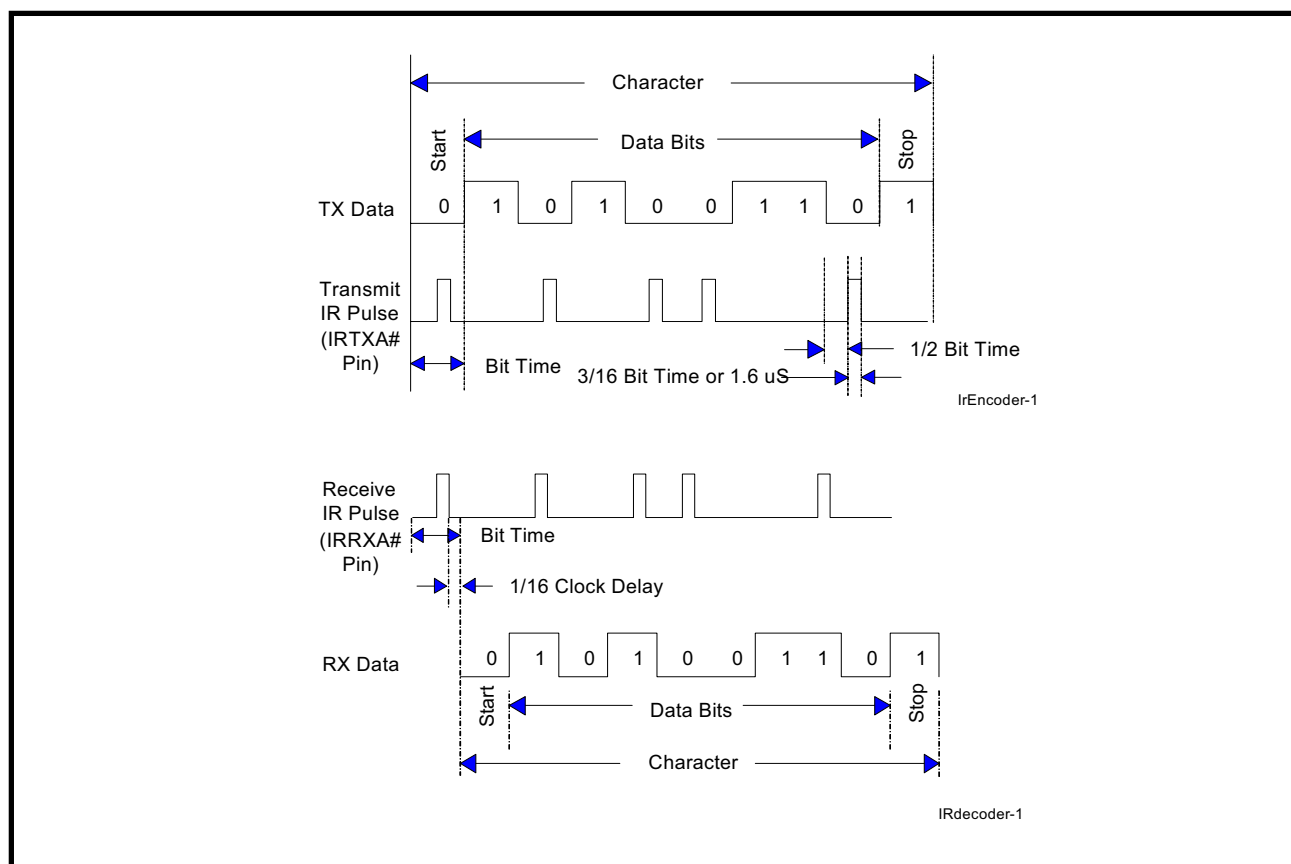 Character
Start
Data Bits
Stop
TX Data
0 1 0 1 0 0 1 1 0 1
Transmit
IR Pulse
(IRTXA#
Pin)
Bit Time
1/2 Bit Time
3/16 Bit Time or 1.6 uS
IrEncoder-1
Receive
IR Pulse
(IRRXA#
Pin)
Bit Time
1/16 Clock Delay
RX Data
0 1 0 1 0 0 1 1 0 1
Start
Data Bits
Stop
Character
IRdecoder-1